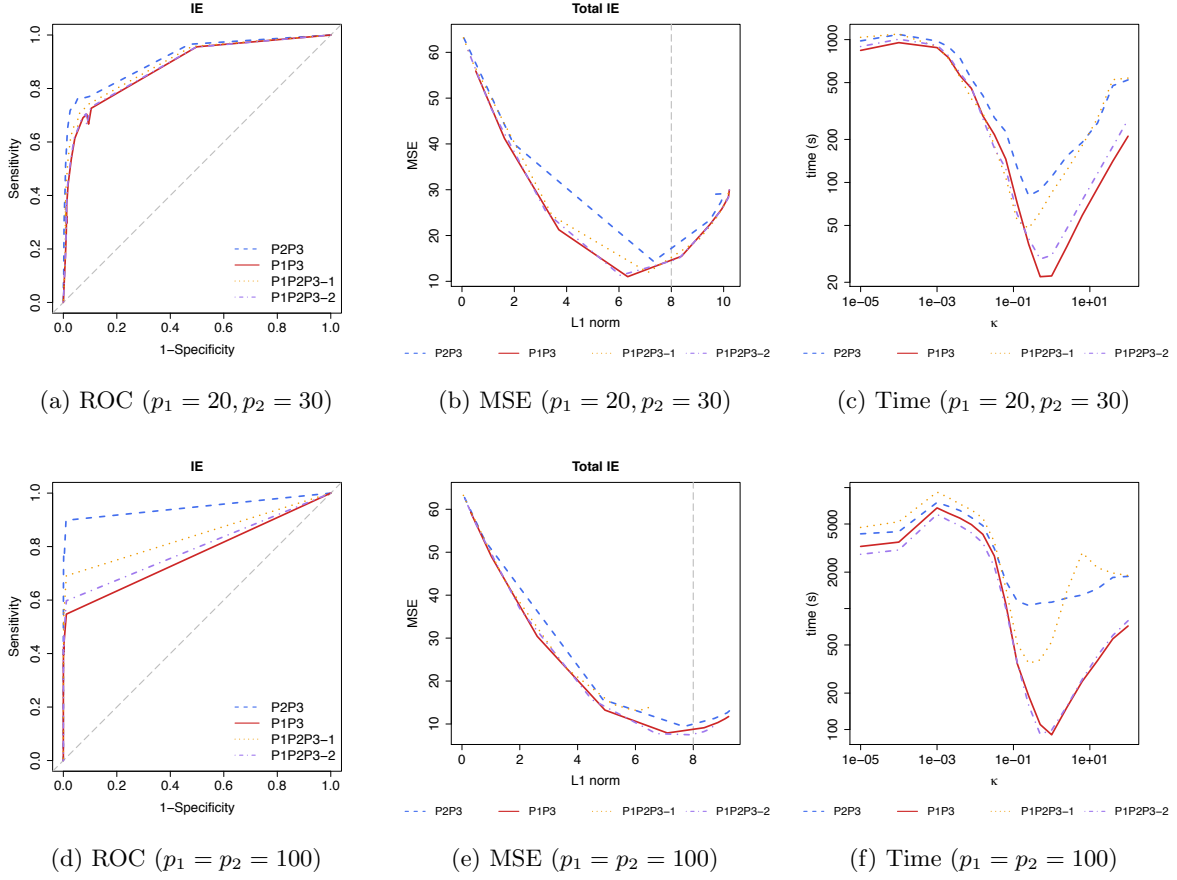 IE
Sensitivity
0.0 0.2 0.4 0.6 0.8 1.0
P2P3
P1P3
P1P2P3-1
P1P2P3-2
0.0 0.2 0.4 0.6 0.8 1.0
1-Specificity
(a) ROC (p₁ = 20, p₂ = 30)
Total IE
MSE
10 20 30 40 50 60
0 2 4 6 8 10
L1 norm
P2P3 P1P3 P1P2P3-1 P1P2P3-2
(b) MSE (p₁ = 20, p₂ = 30)
time (s)
20 50 100 200 500 1000
1e-05 1e-03 1e-01 1e+01
κ
P2P3 P1P3 P1P2P3-1 P1P2P3-2
(c) Time (p₁ = 20, p₂ = 30)
IE
Sensitivity
0.0 0.2 0.4 0.6 0.8 1.0
P2P3
P1P3
P1P2P3-1
P1P2P3-2
0.0 0.2 0.4 0.6 0.8 1.0
1-Specificity
(d) ROC (p₁ = p₂ = 100)
Total IE
MSE
10 20 30 40 50 60
0 2 4 6 8
L1 norm
P2P3 P1P3 P1P2P3-1 P1P2P3-2
(e) MSE (p₁ = p₂ = 100)
time (s)
100 200 500 2000 5000
1e-05 1e-03 1e-01 1e+01
κ
P2P3 P1P3 P1P2P3-1 P1P2P3-2
(f) Time (p₁ = p₂ = 100)